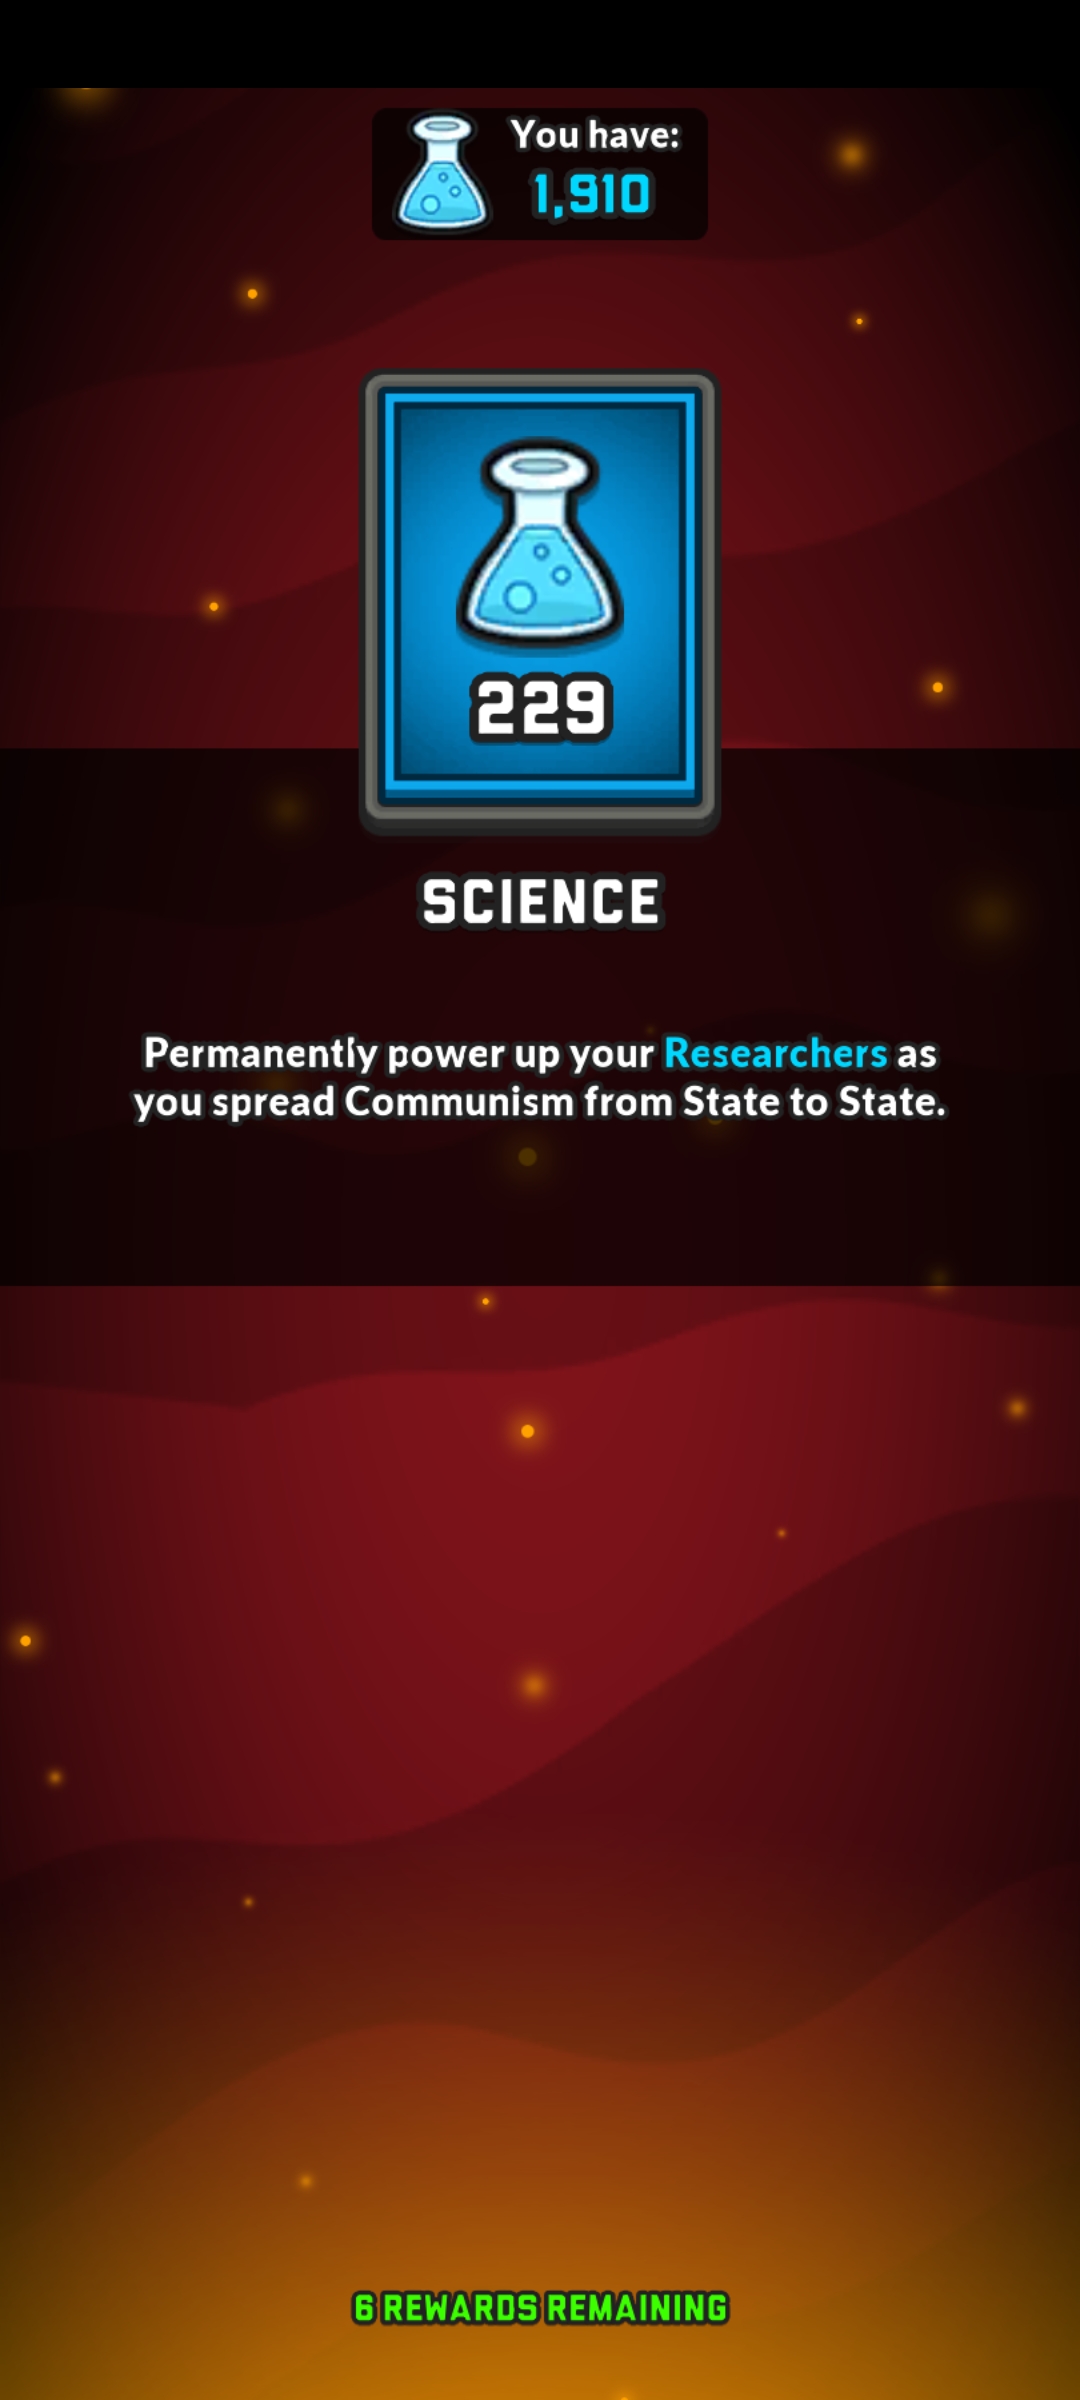 You have:
1,910
229
SCIENCE
Permanently power up your Researchers as
you spread Communism from State to State.
6 REWARDS REMAINING